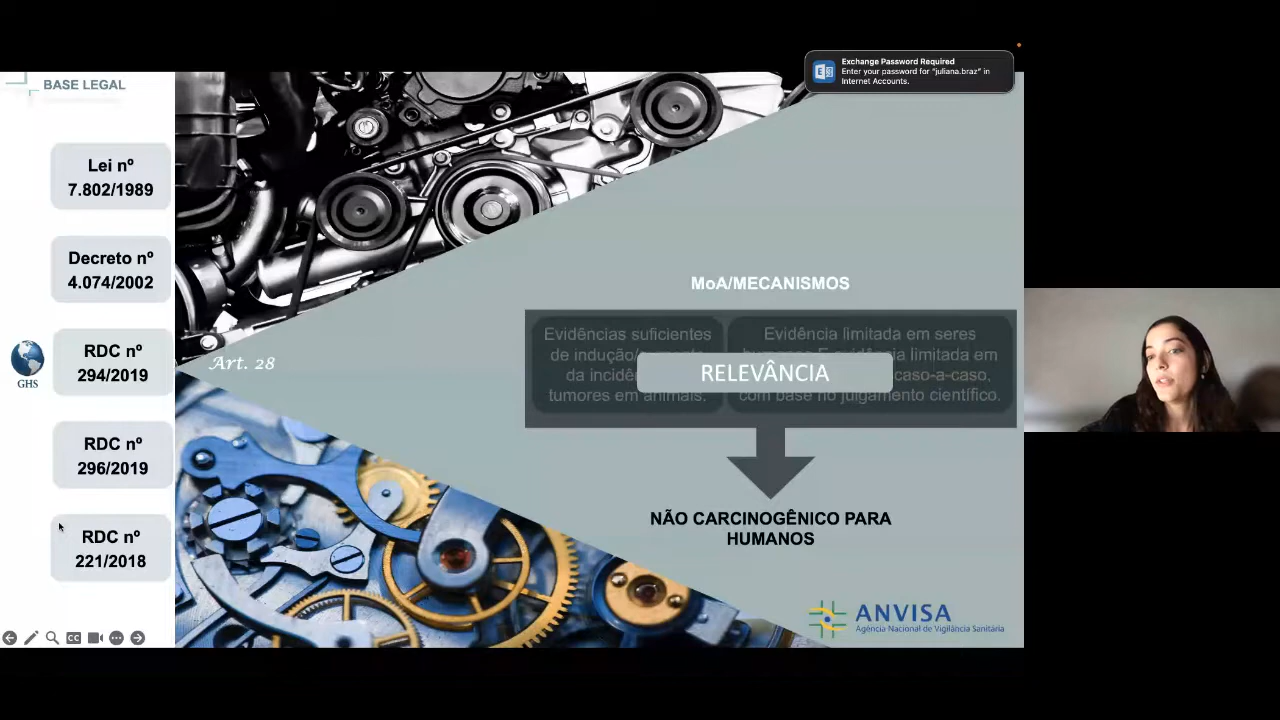 BASE LEGAL
Exchange Password Required
Enter your password for "juliana.braz" in
Internet Accounts.
Lei nº
7.802/1989
Decreto nº
4.074/2002
GHS
RDC nº
294/2019
RDC nº
296/2019
RDC nº
221/2018
Art. 28
MoA/MECANISMOS
Evidências suficientes
de indução/
da incidê
tumores em animais.
Evidência limitada em seres
ia limitada em
caso-a-caso,
com base no julgamento científico.
RELEVÂNCIA
NÃO CARCINOGÊNICO PARA
HUMANOS
ANVISA
Agência Nacional de Vigilância Sanitária
CC